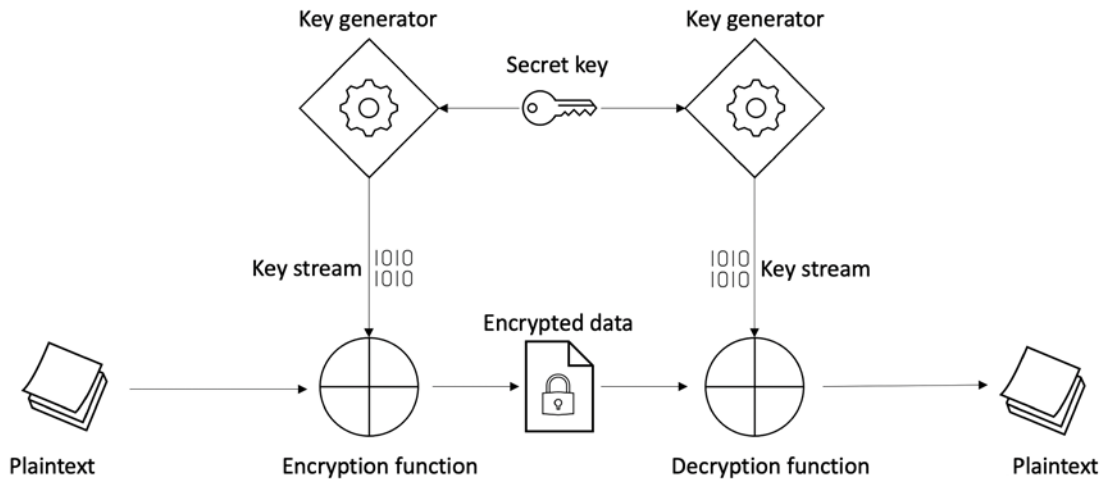 Key generator
Key generator
Secret key
Key stream
1010
1010
1010
1010
Key stream
Encrypted data
Plaintext
Encryption function
Decryption function
Plaintext